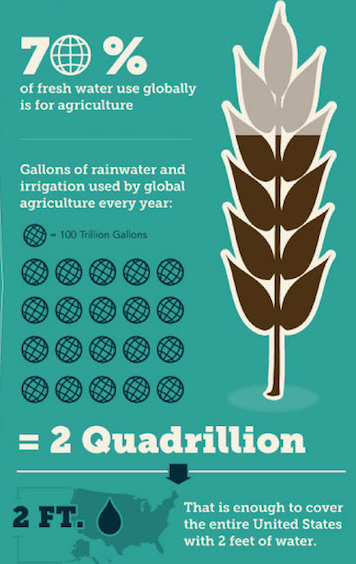 70 %
of fresh water use globally
is for agriculture
Gallons of rainwater and
irrigation used by global
agriculture every year:
= 100 Trillion Gallons
= 2 Quadrillion
2 FT.
That is enough to cover
the entire United States
with 2 feet of water.